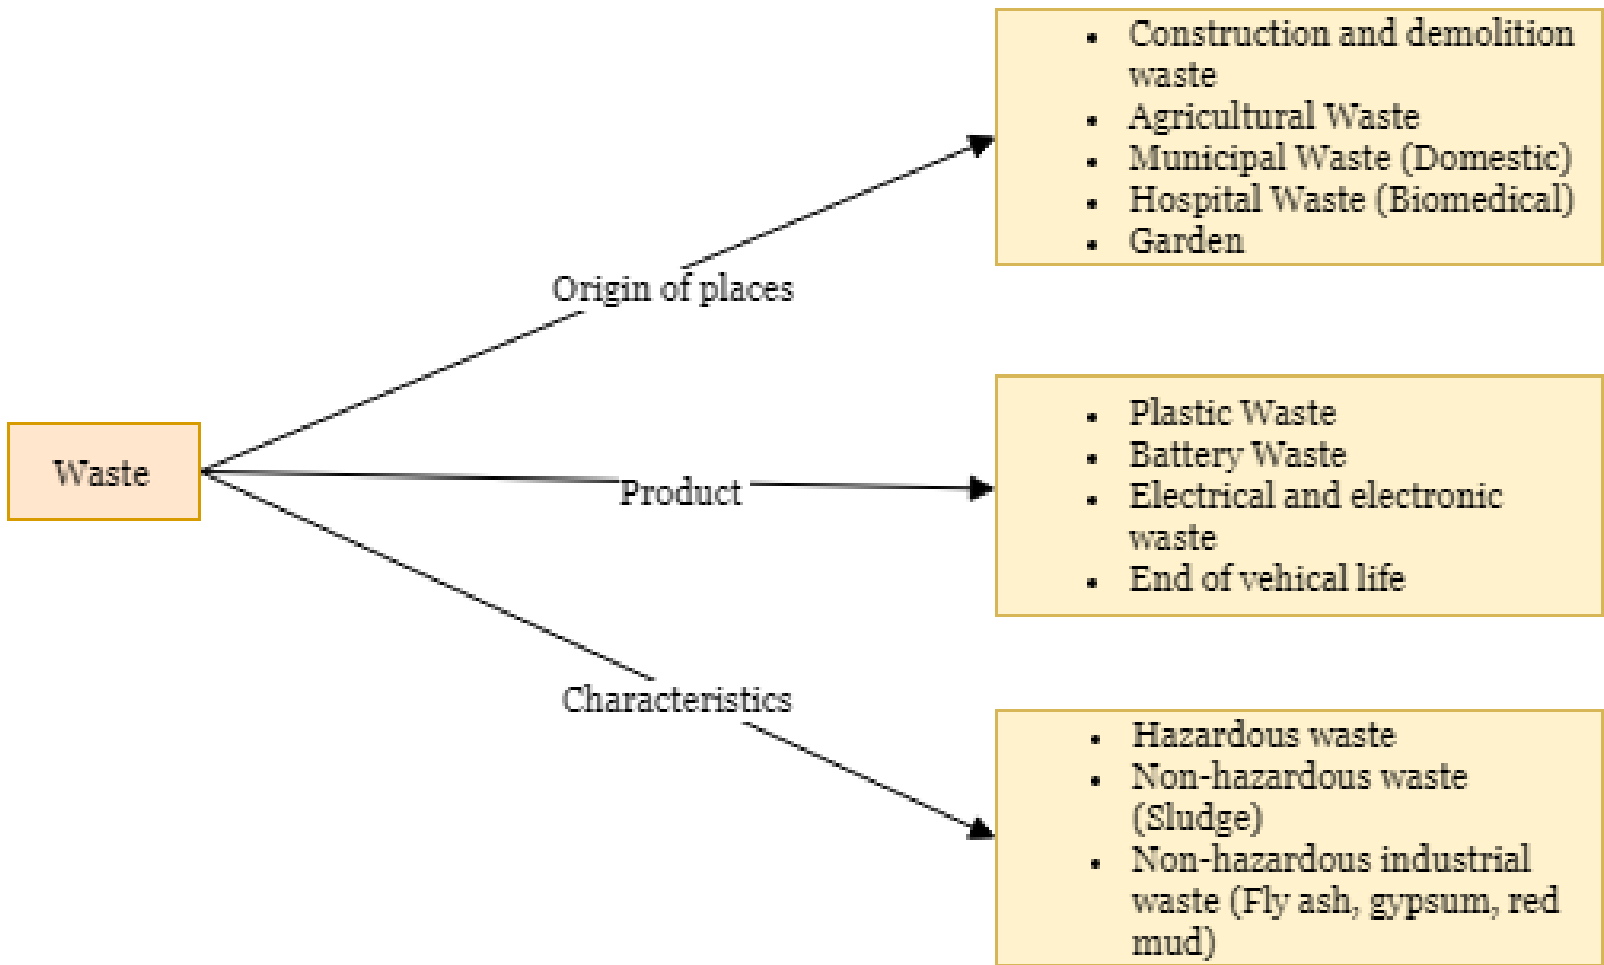 Construction and demolition
waste
Agricultural Waste
Municipal Waste (Domestic)
Hospital Waste (Biomedical)
Garden
Origin of places
Waste
Product
Plastic Waste
Battery Waste
Electrical and electronic
waste
End of vehical life
Characteristics
Hazardous waste
Non-hazardous waste
(Sludge)
Non-hazardous industrial
waste (Fly ash, gypsum, red
mud)